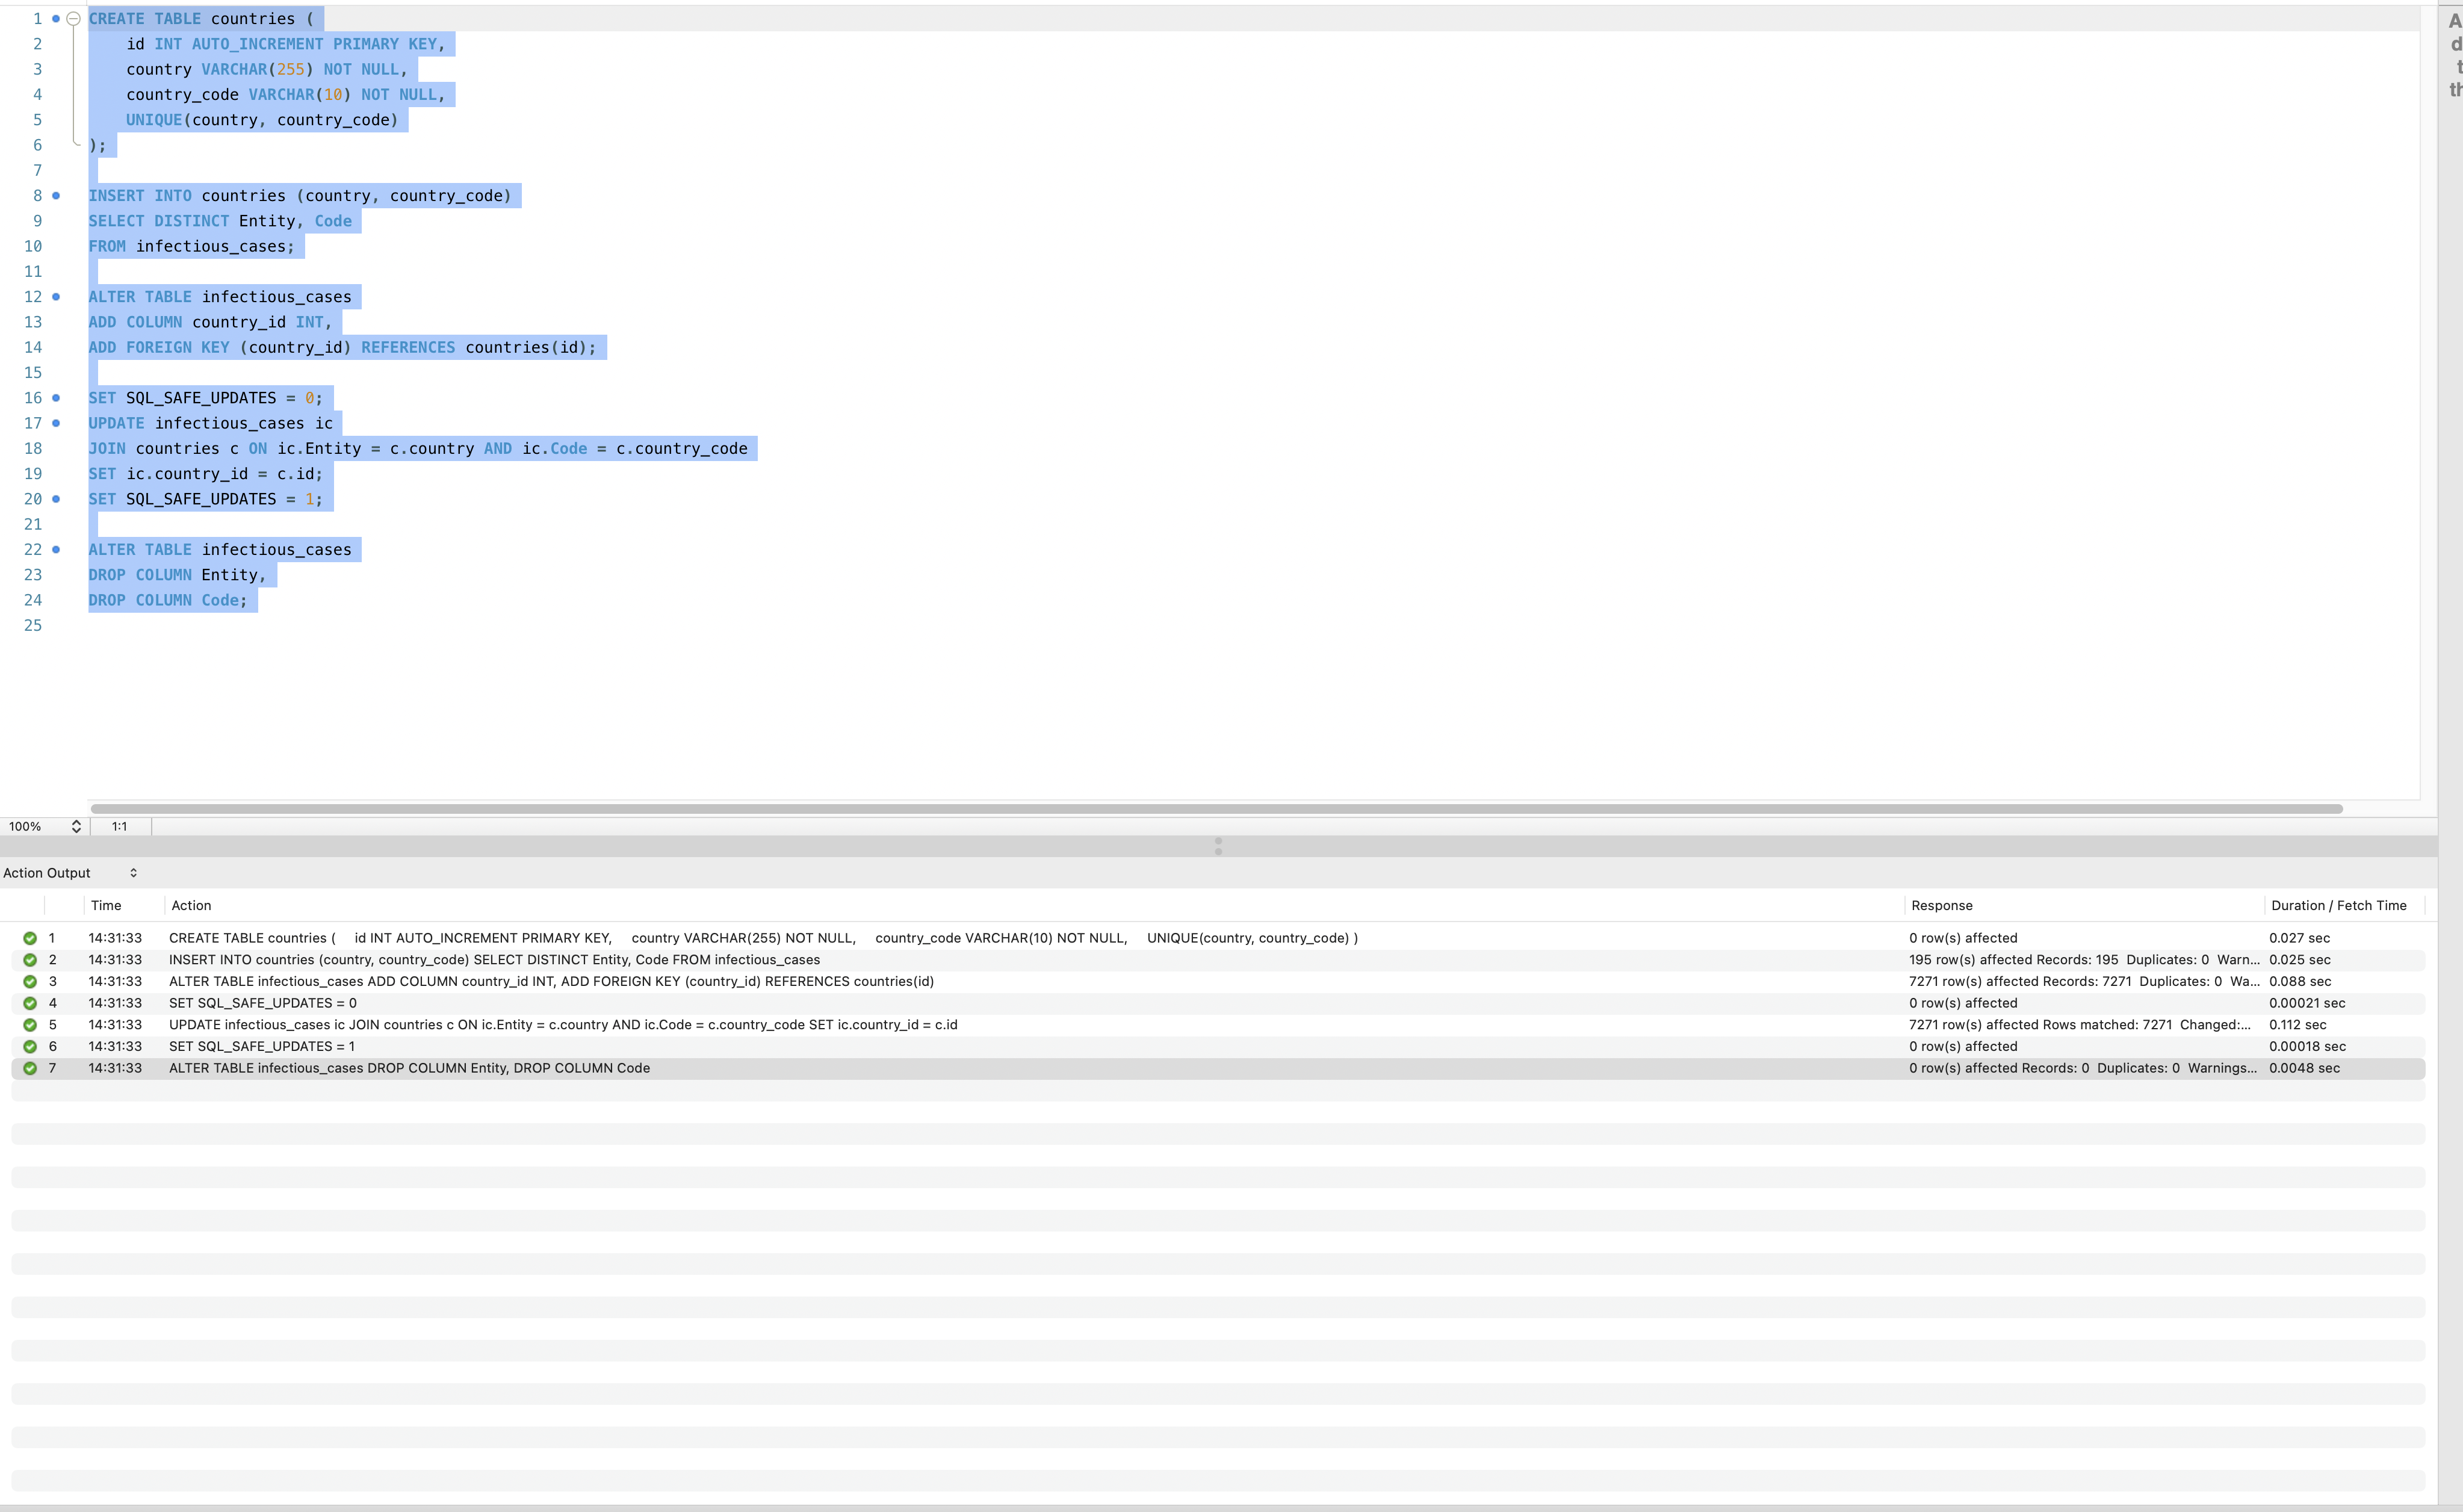 1 CREATE TABLE countries (
2 id INT AUTO_INCREMENT PRIMARY KEY,
3 country VARCHAR(255) NOT NULL,
4 country_code VARCHAR(10) NOT NULL,
5 UNIQUE(country, country_code)
6 );
7
8 INSERT INTO countries (country, country_code)
9 SELECT DISTINCT Entity, Code
10 FROM infectious_cases;
11
12 ALTER TABLE infectious_cases
13 ADD COLUMN country_id INT,
14 ADD FOREIGN KEY (country_id) REFERENCES countries(id);
15
16 SET SQL_SAFE_UPDATES = 0;
17 UPDATE infectious_cases ic
18 JOIN countries c ON ic.Entity = c.country AND ic.Code = c.country_code
19 SET ic.country_id = c.id;
20 SET SQL_SAFE_UPDATES = 1;
21
22 ALTER TABLE infectious_cases
23 DROP COLUMN Entity,
24 DROP COLUMN Code;
25
100% 1:1
Action Output
Time Action Response Duration / Fetch Time
1 14:31:33 CREATE TABLE countries ( id INT AUTO_INCREMENT PRIMARY KEY, country VARCHAR(255) NOT NULL, country_code VARCHAR(10) NOT NULL, UNIQUE(country, country_code) ) 0 row(s) affected 0.027 sec
2 14:31:33 INSERT INTO countries (country, country_code) SELECT DISTINCT Entity, Code FROM infectious_cases 195 row(s) affected Records: 195 Duplicates: 0 Warn... 0.025 sec
3 14:31:33 ALTER TABLE infectious_cases ADD COLUMN country_id INT, ADD FOREIGN KEY (country_id) REFERENCES countries(id) 7271 row(s) affected Records: 7271 Duplicates: 0 Wa... 0.088 sec
4 14:31:33 SET SQL_SAFE_UPDATES = 0 0 row(s) affected 0.00021 sec
5 14:31:33 UPDATE infectious_cases ic JOIN countries c ON ic.Entity = c.country AND ic.Code = c.country_code SET ic.country_id = c.id 7271 row(s) affected Rows matched: 7271 Changed:... 0.112 sec
6 14:31:33 SET SQL_SAFE_UPDATES = 1 0 row(s) affected 0.00018 sec
7 14:31:33 ALTER TABLE infectious_cases DROP COLUMN Entity, DROP COLUMN Code 0 row(s) affected Records: 0 Duplicates: 0 Warnings... 0.0048 sec